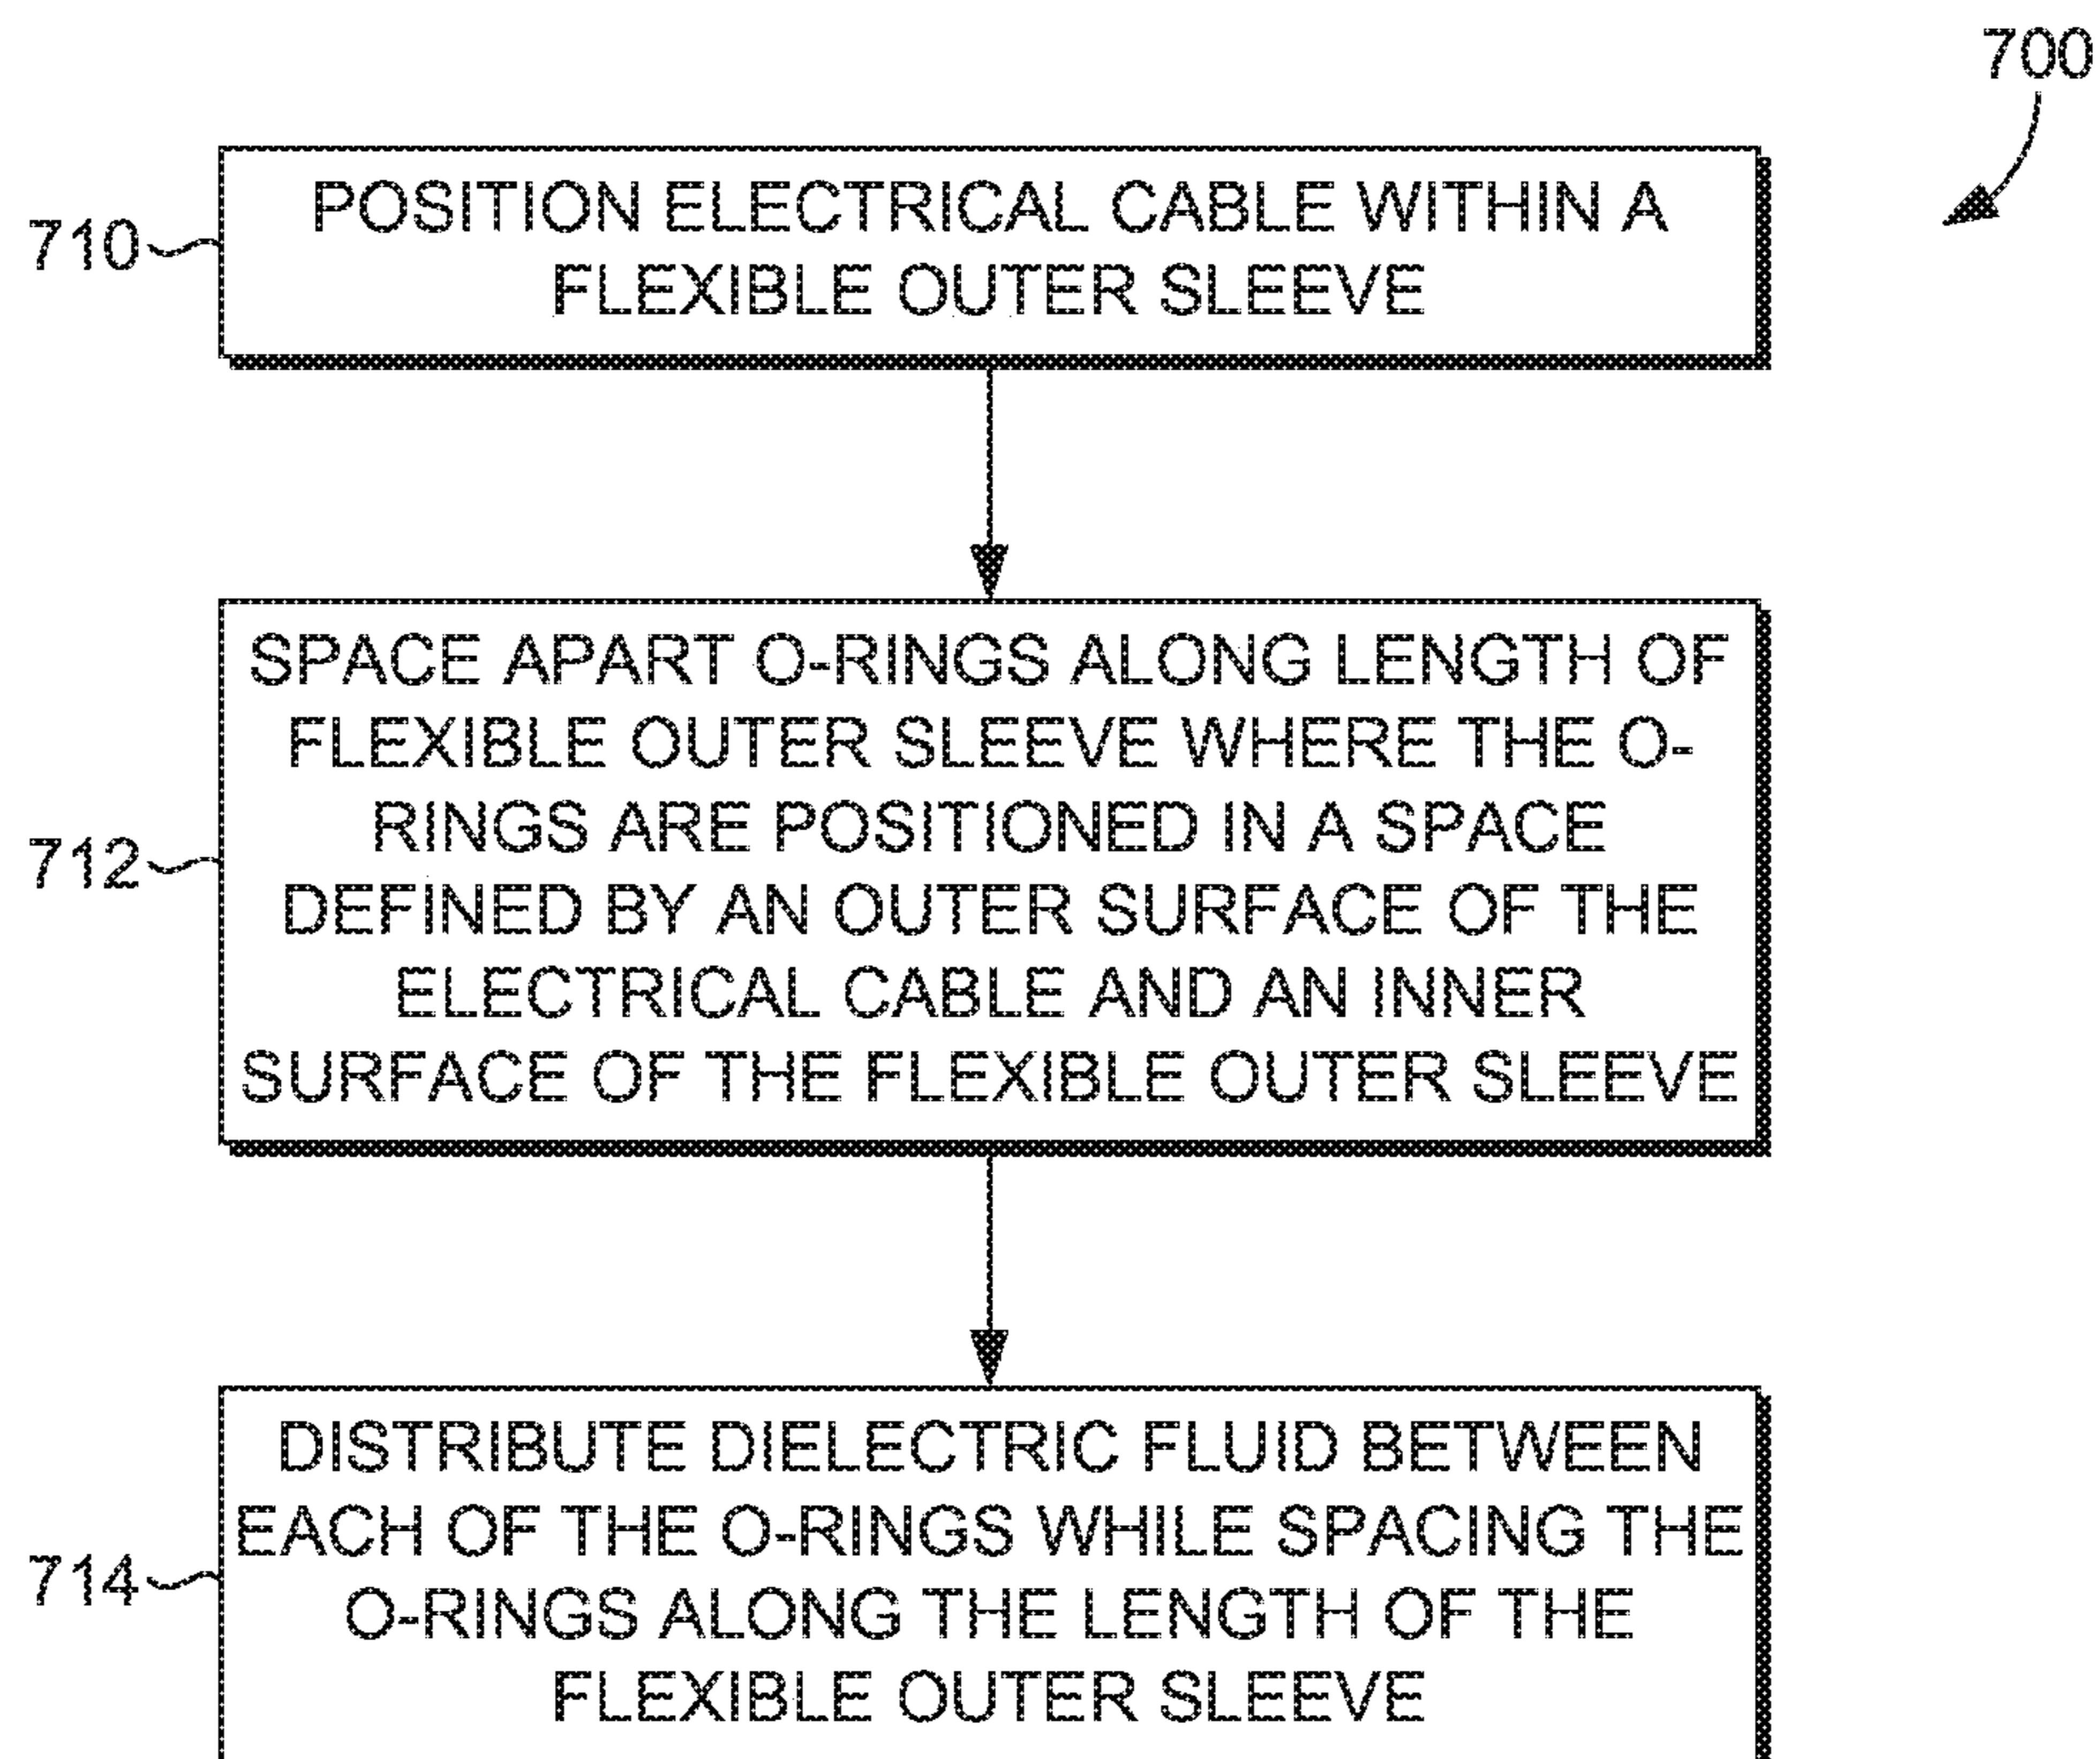 700
710
POSITION ELECTRICAL CABLE WITHIN A
FLEXIBLE OUTER SLEEVE
712
SPACE APART O-RINGS ALONG LENGTH OF
FLEXIBLE OUTER SLEEVE WHERE THE O-
RINGS ARE POSITIONED IN A SPACE
DEFINED BY AN OUTER SURFACE OF THE
ELECTRICAL CABLE AND AN INNER
SURFACE OF THE FLEXIBLE OUTER SLEEVE
714
DISTRIBUTE DIELECTRIC FLUID BETWEEN
EACH OF THE O-RINGS WHILE SPACING THE
O-RINGS ALONG THE LENGTH OF THE
FLEXIBLE OUTER SLEEVE